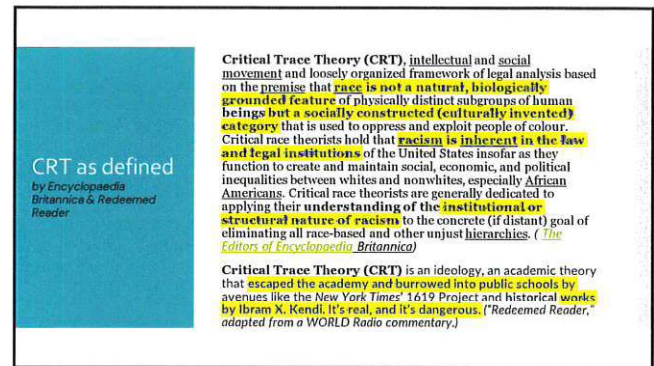 CRT as defined
by Encyclopaedia
Britannica & Redeemed
Reader
Critical Trace Theory (CRT), intellectual and social
movement and loosely organized framework of legal analysis based
on the premise that race is not a natural, biologically
grounded feature of physically distinct subgroups of human
beings but a socially constructed (culturally invented)
category that is used to oppress and exploit people of colour.
Critical race theorists hold that racism is inherent in the law
and legal institutions of the United States insofar as they
function to create and maintain social, economic, and political
inequalities between whites and nonwhites, especially African
Americans. Critical race theorists are generally dedicated to
applying their understanding of the institutional or
structural nature of racism to the concrete (if distant) goal of
eliminating all race-based and other unjust hierarchies. ( The
Editors of Encyclopaedia Britannica)
Critical Trace Theory (CRT) is an ideology, an academic theory
that escaped the academy and burrowed into public schools by
avenues like the New York Times' 1619 Project and historical works
by Ibram X. Kendi. It's real, and it's dangerous. ("Redeemed Reader,"
adapted from a WORLD Radio commentary.)